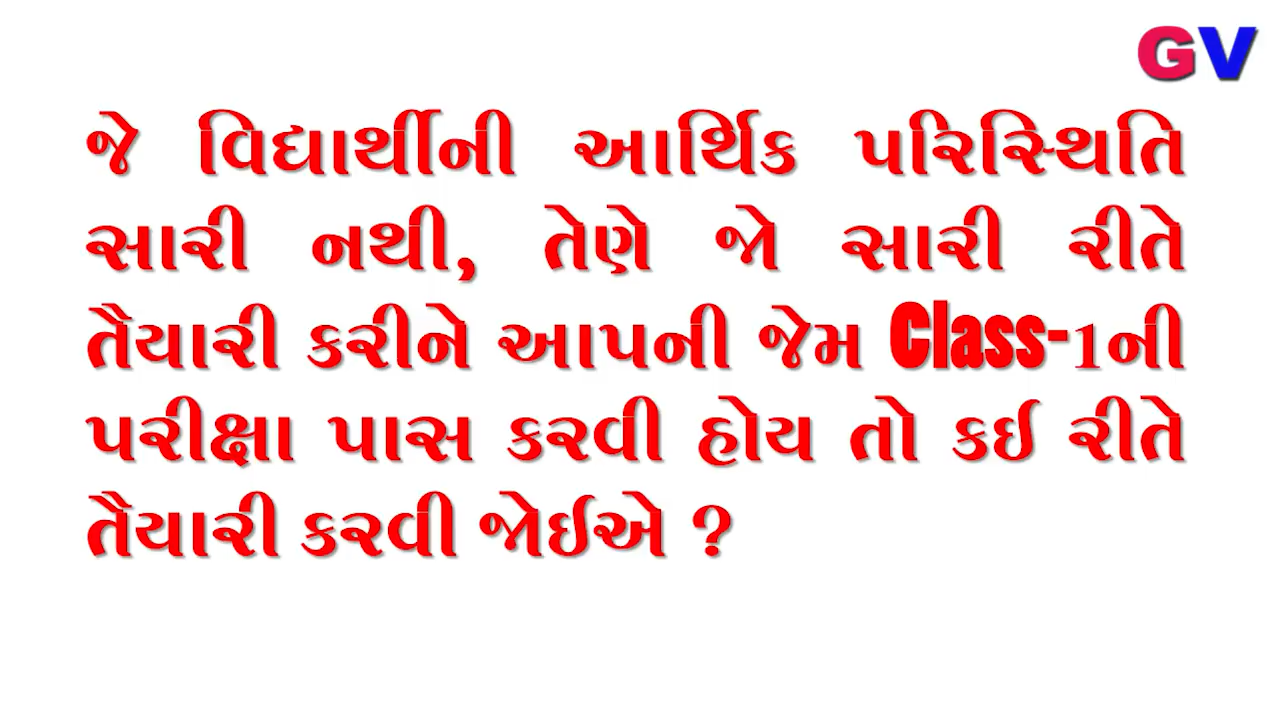 GV
જે વિદ્યાર્થીની આર્થિક પરિસ્થિતિ
સારી નથી, તેણે જો સારી રીતે
તૈયારી કરીને આપની જેમ Class-1ની
પરીક્ષા પાસ કરવી હોય તો કઈ રીતે
તૈયારી કરવી જોઈએ ?